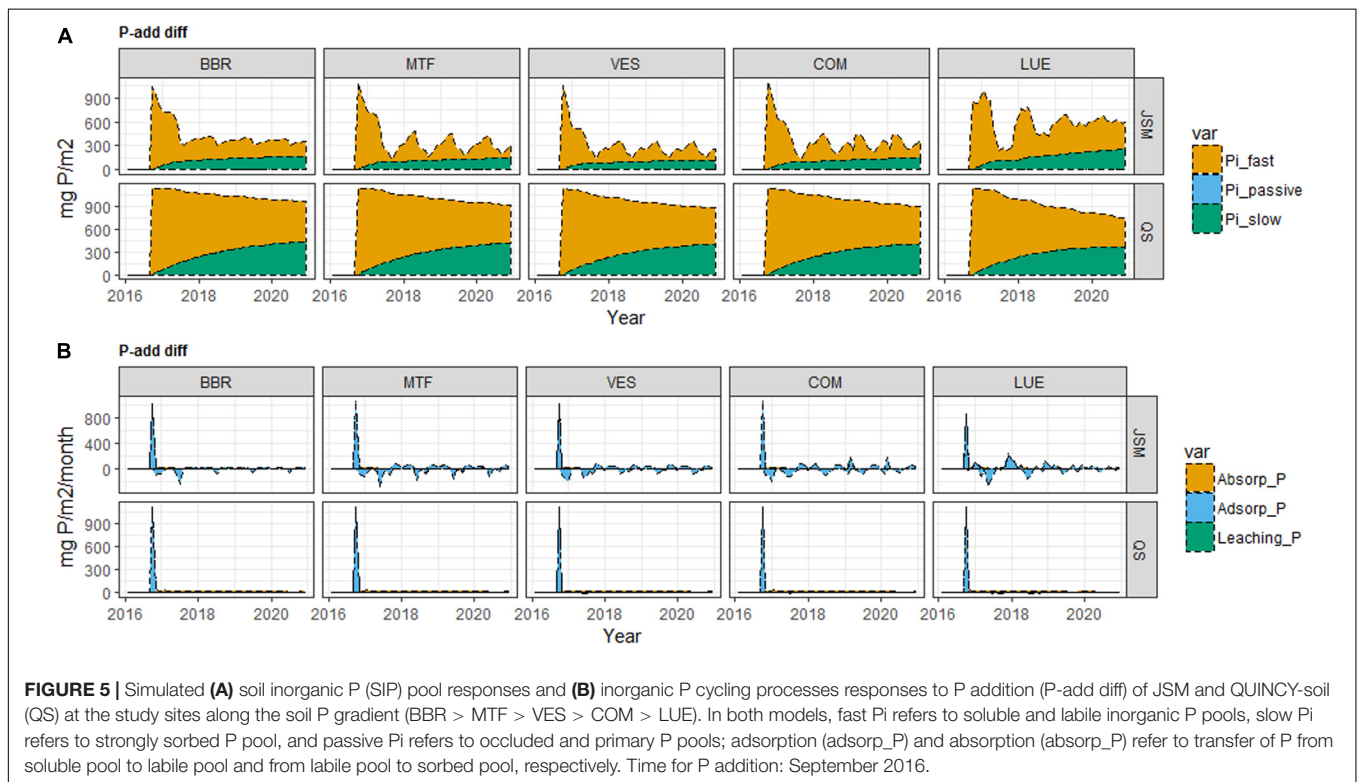 A
P-add diff
BBR MTF VES COM LUE
900
600
300
0
JSM
900
600
300
0
QS
mg P/m2
2016 2018 2020 2016 2018 2020 2016 2018 2020 2016 2018 2020 2016 2018 2020
Year
var
Pi_fast
Pi_passive
Pi_slow
B
P-add diff
BBR MTF VES COM LUE
800
400
0
JSM
900
600
300
0
QS
mg P/m2/month
2016 2018 2020 2016 2018 2020 2016 2018 2020 2016 2018 2020 2016 2018 2020
Year
var
Absorp_P
Adsorp_P
Leaching_P
FIGURE 5 | Simulated (A) soil inorganic P (SIP) pool responses and (B) inorganic P cycling processes responses to P addition (P-add diff) of JSM and QUINCY-soil
(QS) at the study sites along the soil P gradient (BBR > MTF > VES > COM > LUE). In both models, fast Pi refers to soluble and labile inorganic P pools, slow Pi
refers to strongly sorbed P pool, and passive Pi refers to occluded and primary P pools; adsorption (adsorp_P) and absorption (absorp_P) refer to transfer of P from
soluble pool to labile pool and from labile pool to sorbed pool, respectively. Time for P addition: September 2016.